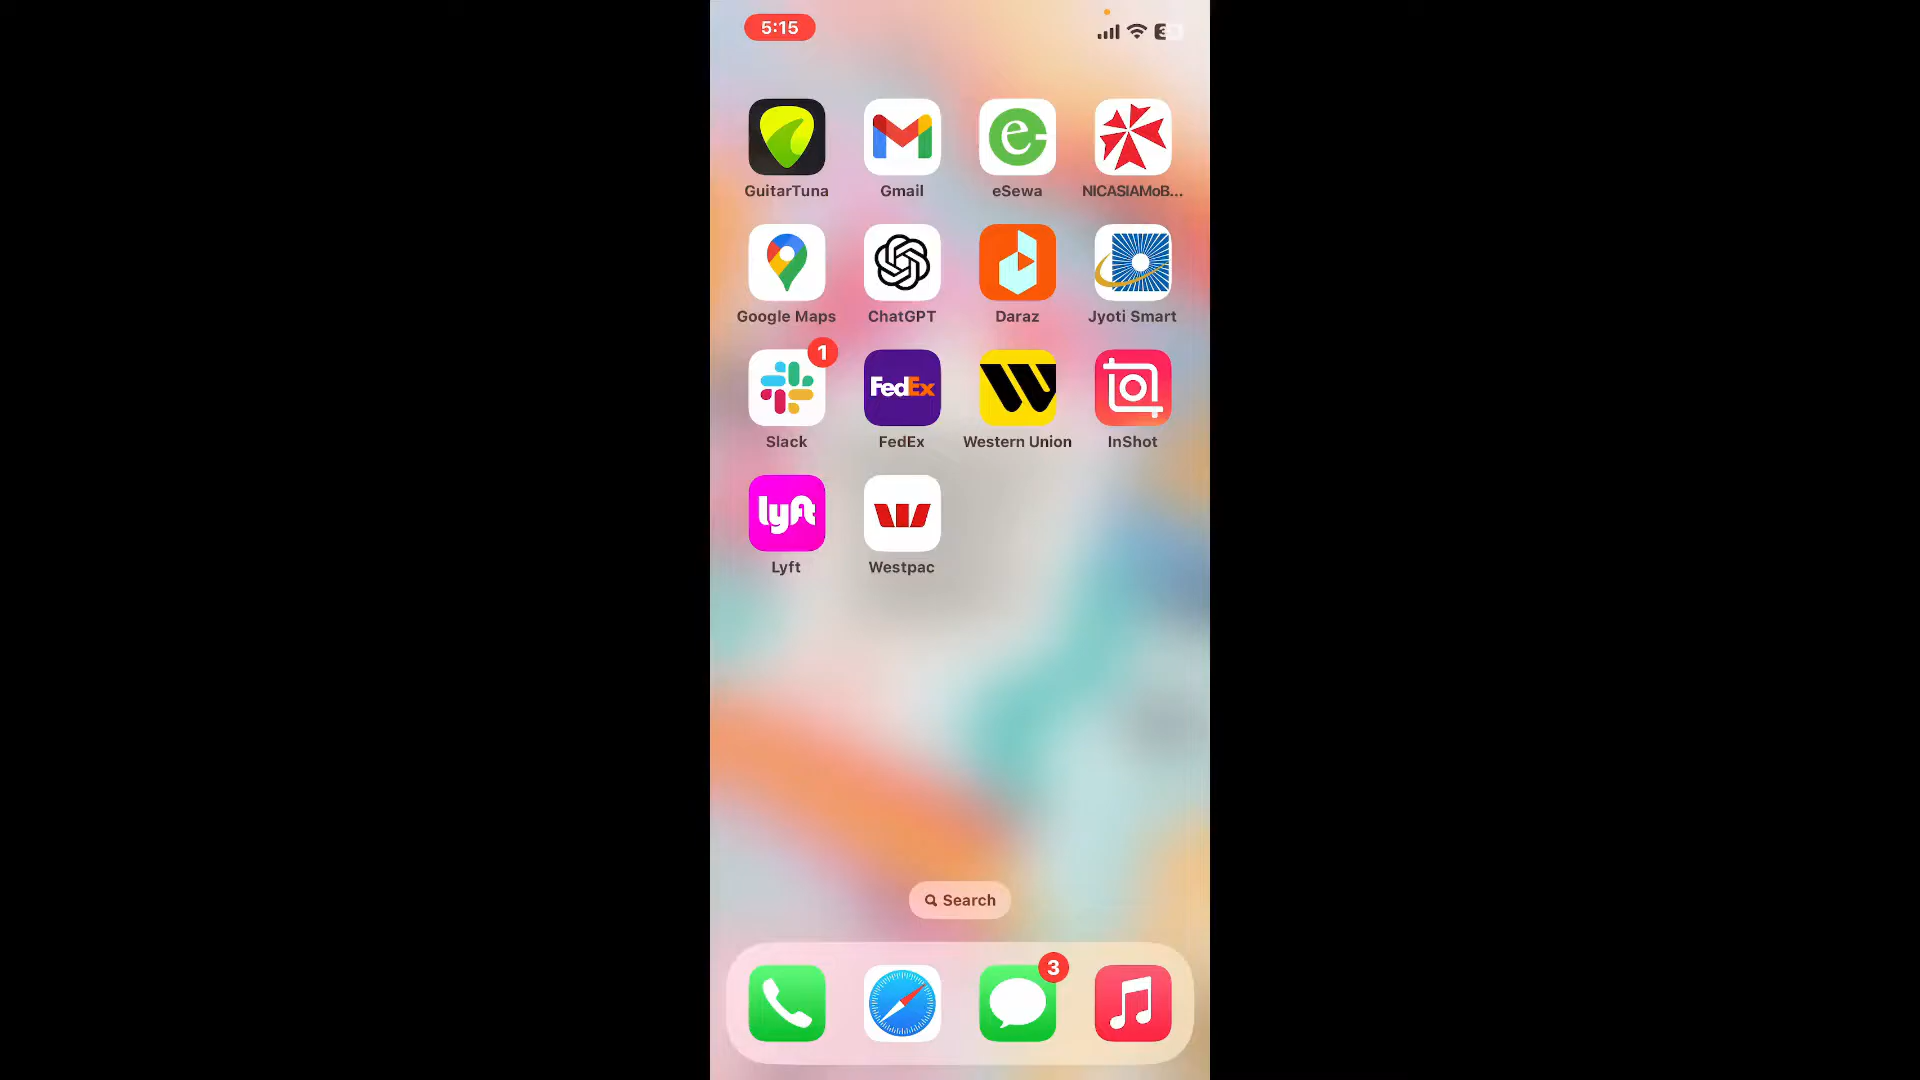 5:15
GuitarTuna
Gmail
eSewa
NICASIAMoB...
Google Maps
ChatGPT
Daraz
Jyoti Smart
1
FedEx
Slack
FedEx
Western Union
InShot
lyft
Lyft
Westpac
Search
3